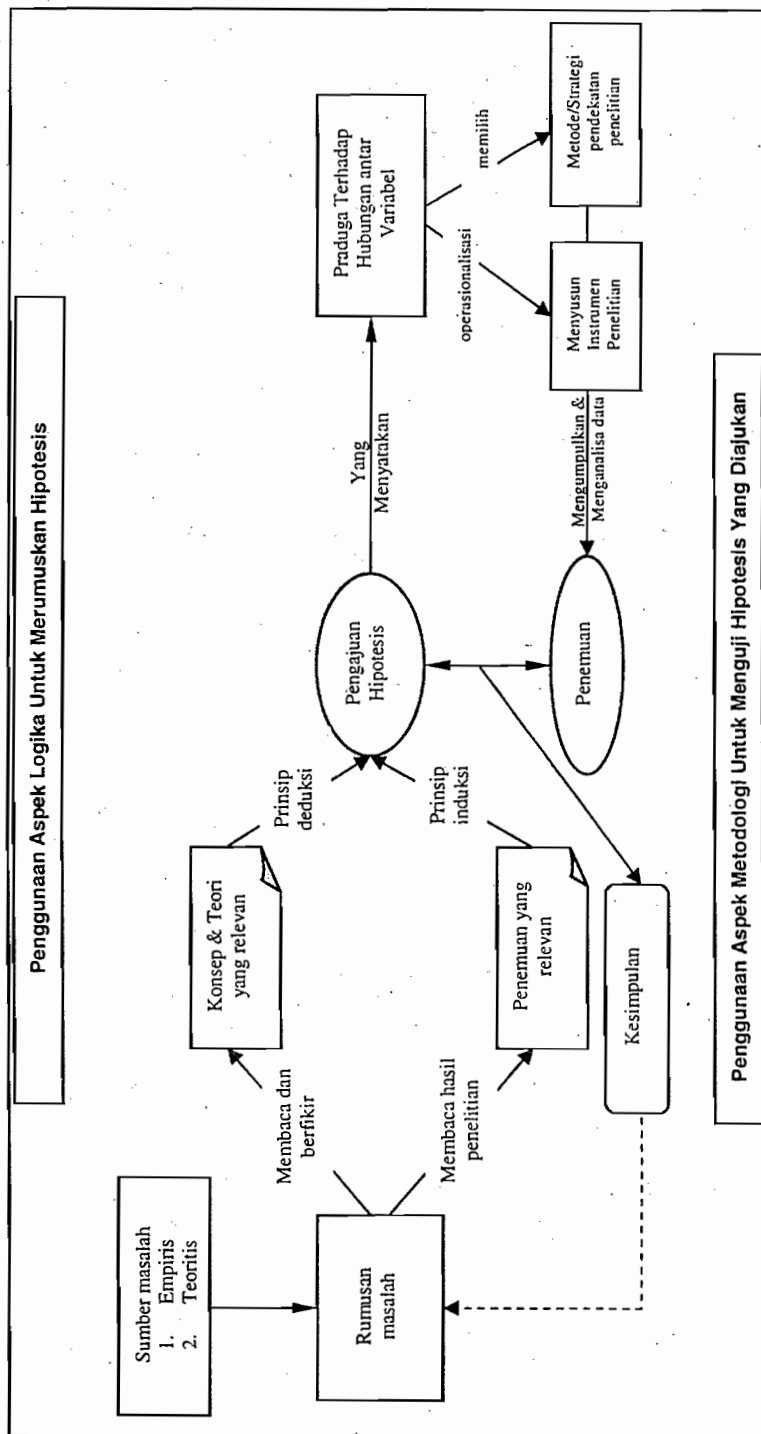 Penggunaan Aspek Logika Untuk Merumuskan Hipotesis
Sumber masalah
1. Empiris
2. Teoritis
Rumusan
masalah
Membaca dan
berfikir
Konsep & Teori
yang relevan
Prinsip
deduksi
Membaca hasil
penelitian
Penemuan yang
relevan
Prinsip
induksi
Pengajuan
Hipotesis
Yang
Menyatakan
Praduga Terhadap
Hubungan antar
Variabel
operasionalisasi
memilih
Metode/Strategi
pendekatan
penelitian
Menyusun
Instrumen
Penelitian
Mengumpulkan &
Menganalisa data
Penemuan
Kesimpulan
Penggunaan Aspek Metodologi Untuk Menguji Hipotesis Yang Diajukan